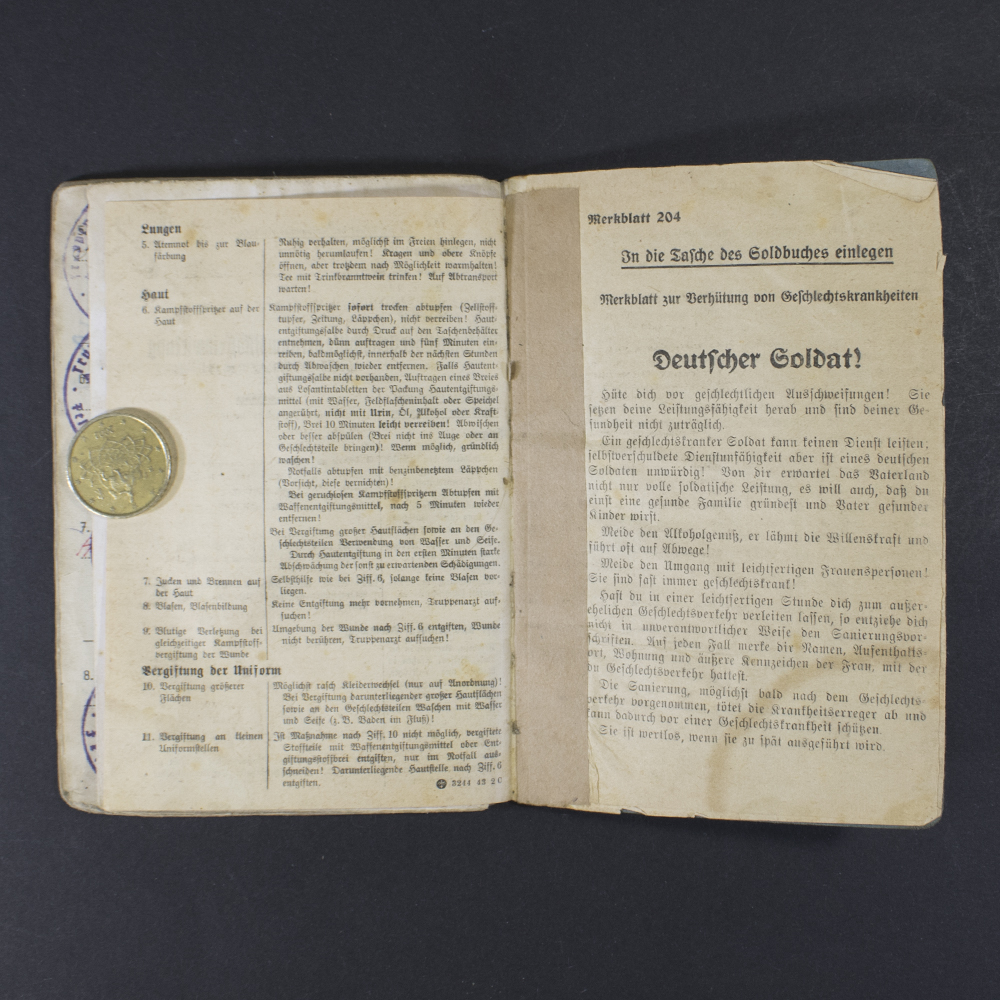 Lungen
5. Atemnot bis zur Blau-
färbung
Ruhig verhalten, möglichst im Freien hinlegen, nicht
unnötig herumlaufen! Kragen und obere Knöpfe
öffnen, aber trotzdem nach Möglichkeit warmhalten!
Tee mit Trinkbranntwein trinken! Auf Abtransport
warten!
Haut
6. Kampfstoffspritzer auf der
Haut
Kampfstoffspritzer sofort trocken abtupfen (Zellstoff-
tupfer, Zeitung, Läppchen), nicht verreiben! Haut-
entgiftungssalbe durch Druck auf den Taschenbehälter
entnehmen, dünn auftragen und fünf Minuten ein-
reiben, baldmöglichst, innerhalb der nächsten Stunden
durch Abwaschen wieder entfernen. Falls Hautent-
giftungssalbe nicht vorhanden, Auftragen eines Breies
aus Losantintabletten der Packung Hautentgiftungs-
mittel (mit Wasser, Feldflascheninhalt oder Speichel
angerührt, nicht mit Urin, Öl, Alkohol oder Kraft-
stoff), Brei 10 Minuten leicht verreiben! Abwischen
oder besser abspülen (Brei nicht ins Auge oder an
Geschlechtsteile bringen)! Wenn möglich, gründlich
waschen!
Notfalls abtupfen mit benzinbenetztem Läppchen
(Vorsicht, diese vernichten)!
Bei geruchlosen Kampfstoffspritzern Abtupfen mit
Waffenentgiftungsmittel, nach 5 Minuten wieder
entfernen!
Bei Vergiftung großer Hautflächen sowie an den Ge-
schlechtsteilen Verwendung von Wasser und Seife.
Durch Hautentgiftung in den ersten Minuten starke
Abschwächung der sonst zu erwartenden Schädigungen.
7. Jucken und Brennen auf
der Haut
Selbsthilfe wie bei Ziff. 6, solange keine Blasen vor-
liegen.
8. Blasen, Blasenbildung
Keine Entgiftung mehr vornehmen, Truppenarzt auf-
suchen!
9. Blutige Verletzung bei
gleichzeitiger Kampfstoff-
vergiftung der Wunde
Umgebung der Wunde nach Ziff. 6 entgiften, Wunde
nicht berühren, Truppenarzt aufsuchen!
Vergiftung der Uniform
10. Vergiftung größerer
Flächen
Möglichst rasch Kleiderwechsel (nur auf Anordnung)!
Bei Vergiftung darunterliegender großer Hautflächen
sowie an den Geschlechtsteilen Waschen mit Wasser
und Seife (z. B. Baden im Fluß)!
11. Vergiftung an kleinen
Uniformstellen
Ist Maßnahme nach Ziff. 10 nicht möglich, vergiftete
Stoffteile mit Waffenentgiftungsmittel oder Ent-
giftungsstoffbrei entgiften, nur im Notfall aus-
schneiden! Darunterliegende Hautstelle nach Ziff. 6
entgiften.
3244 43 2 C
7.
8.
Merkblatt 204
In die Tasche des Soldbuches einlegen
Merkblatt zur Verhütung von Geschlechtskrankheiten
Deutscher Soldat!
Hüte dich vor geschlechtlichen Ausschweifungen! Sie
setzen deine Leistungsfähigkeit herab und sind deiner Ge-
sundheit nicht zuträglich.
Ein geschlechtskranker Soldat kann keinen Dienst leisten;
selbstverschuldete Dienstunfähigkeit aber ist eines deutschen
Soldaten unwürdig! Von dir erwartet das Vaterland
nicht nur volle soldatische Leistung, es will auch, daß du
einst eine gesunde Familie gründest und Vater gesunder
Kinder wirst.
Meide den Alkoholgenuß, er lähmt die Willenskraft und
führt oft auf Abwege!
Meide den Umgang mit leichtfertigen Frauenspersonen!
Sie sind fast immer geschlechtskrank!
Hast du in einer leichtfertigen Stunde dich zum außer-
ehelichen Geschlechtsverkehr verleiten lassen, so entziehe dich
nicht in unverantwortlicher Weise den Sanierungsvor-
schriften. Auf jeden Fall merke dir Namen, Aufenthalts-
ort, Wohnung und äußere Kennzeichen der Frau, mit der
du Geschlechtsverkehr hattest.
Die Sanierung, möglichst bald nach dem Geschlechts-
verkehr vorgenommen, tötet die Krankheitserreger ab und
kann dadurch vor einer Geschlechtskrankheit schützen.
Sie ist wertlos, wenn sie zu spät ausgeführt wird.